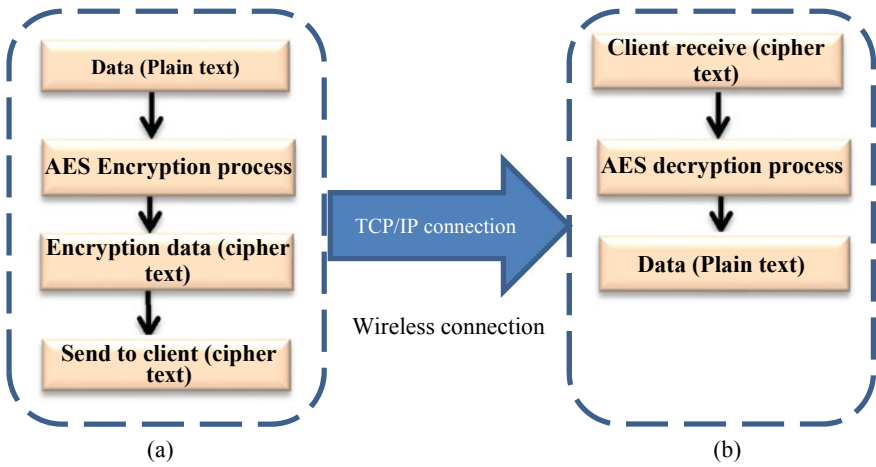 Data (Plain text)
AES Encryption process
Encryption data (cipher
text)
Send to client (cipher
text)
(a)
TCP/IP connection
Wireless connection
Client receive (cipher
text)
AES decryption process
Data (Plain text)
(b)